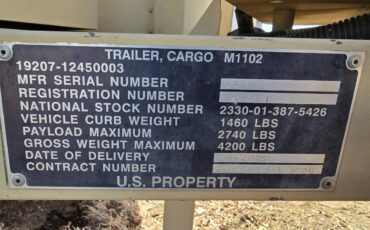 TRAILER, CARGO M1102
19207-12450003
MFR SERIAL NUMBER
REGISTRATION NUMBER
NATIONAL STOCK NUMBER 2330-01-387-5426
VEHICLE CURB WEIGHT 1460 LBS
PAYLOAD MAXIMUM 2740 LBS
GROSS WEIGHT MAXIMUM 4200 LBS
DATE OF DELIVERY
CONTRACT NUMBER
U.S. PROPERTY